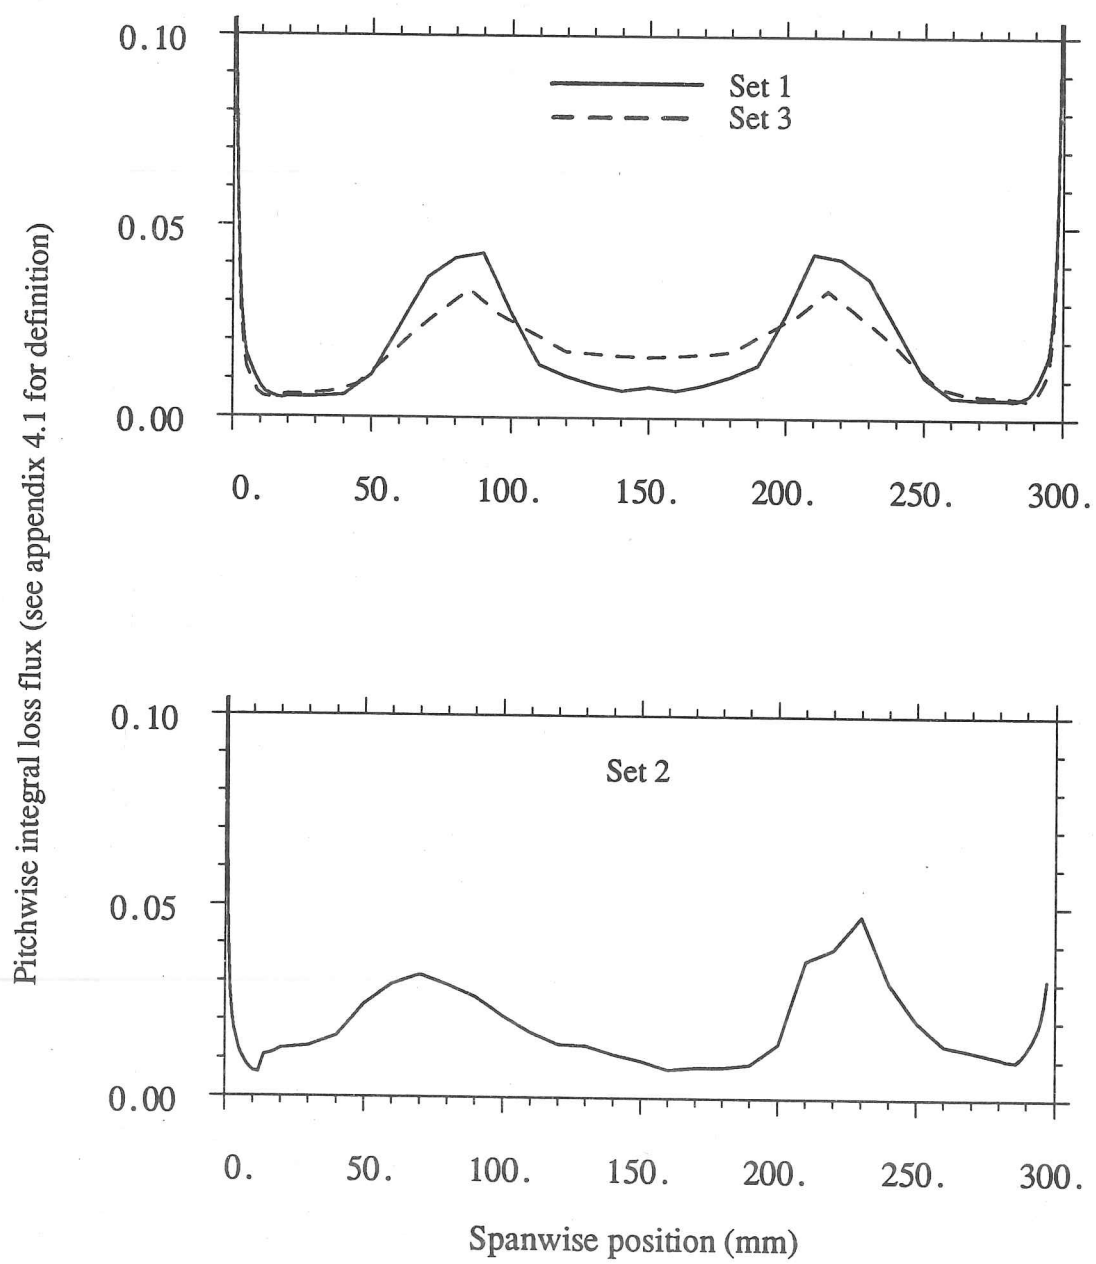 0.10
Set 1
Set 3
0.05
0.00
0. 50. 100. 150. 200. 250. 300.
Pitchwise integral loss flux (see appendix 4.1 for definition)
0.10
Set 2
0.05
0.00
0. 50. 100. 150. 200. 250. 300.
Spanwise position (mm)